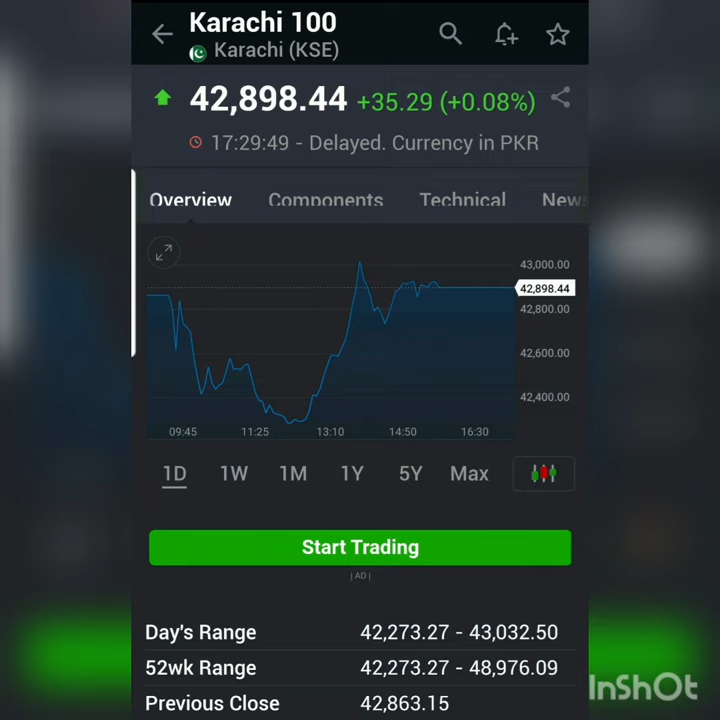 Karachi 100
Karachi (KSE)
42,898.44 +35.29 (+0.08%)
17:29:49 - Delayed. Currency in PKR
Overview Components Technical News
43,000.00
42,898.44
42,800.00
42,600.00
42,400.00
09:45 11:25 13:10 14:50 16:30
1D 1W 1M 1Y 5Y Max
Start Trading
| AD |
Day's Range 42,273.27 - 43,032.50
52wk Range 42,273.27 - 48,976.09
InShOt
Previous Close 42,863.15